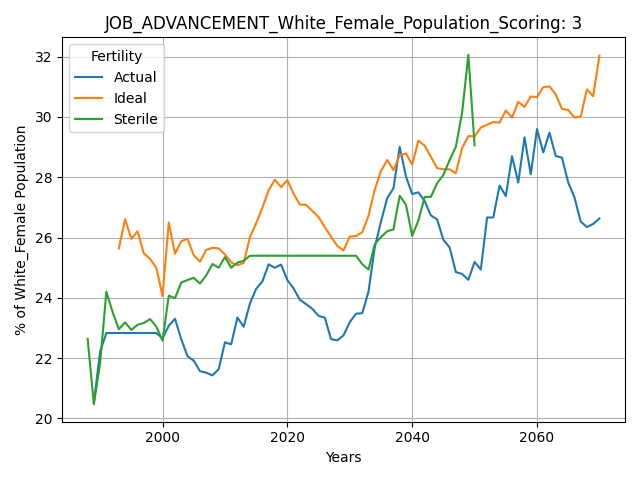 JOB_ADVANCEMENT_White_Female_Population_Scoring: 3
Fertility
Actual
Ideal
Sterile
% of White_Female Population
32
30
28
26
24
22
20
2000 2020 2040 2060
Years